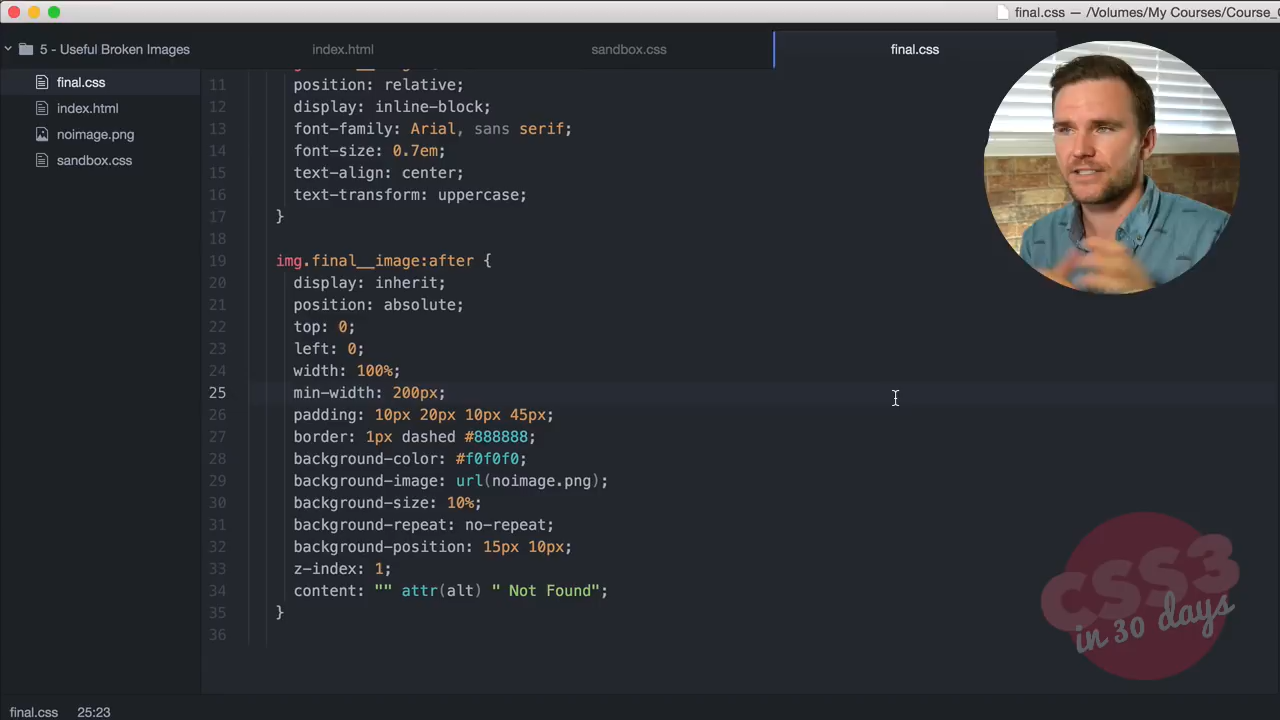 final.css — /Volumes/My Courses/Course_
5 - Useful Broken Images
index.html
sandbox.css
final.css
final.css
index.html
noimage.png
sandbox.css
11 position: relative;
12 display: inline-block;
13 font-family: Arial, sans serif;
14 font-size: 0.7em;
15 text-align: center;
16 text-transform: uppercase;
17 }
18
19 img.final__image:after {
20 display: inherit;
21 position: absolute;
22 top: 0;
23 left: 0;
24 width: 100%;
25 min-width: 200px;
26 padding: 10px 20px 10px 45px;
27 border: 1px dashed #888888;
28 background-color: #f0f0f0;
29 background-image: url(noimage.png);
30 background-size: 10%;
31 background-repeat: no-repeat;
32 background-position: 15px 10px;
33 z-index: 1;
34 content: "" attr(alt) " Not Found";
35 }
36
CSS3
in 30 days
final.css 25:23